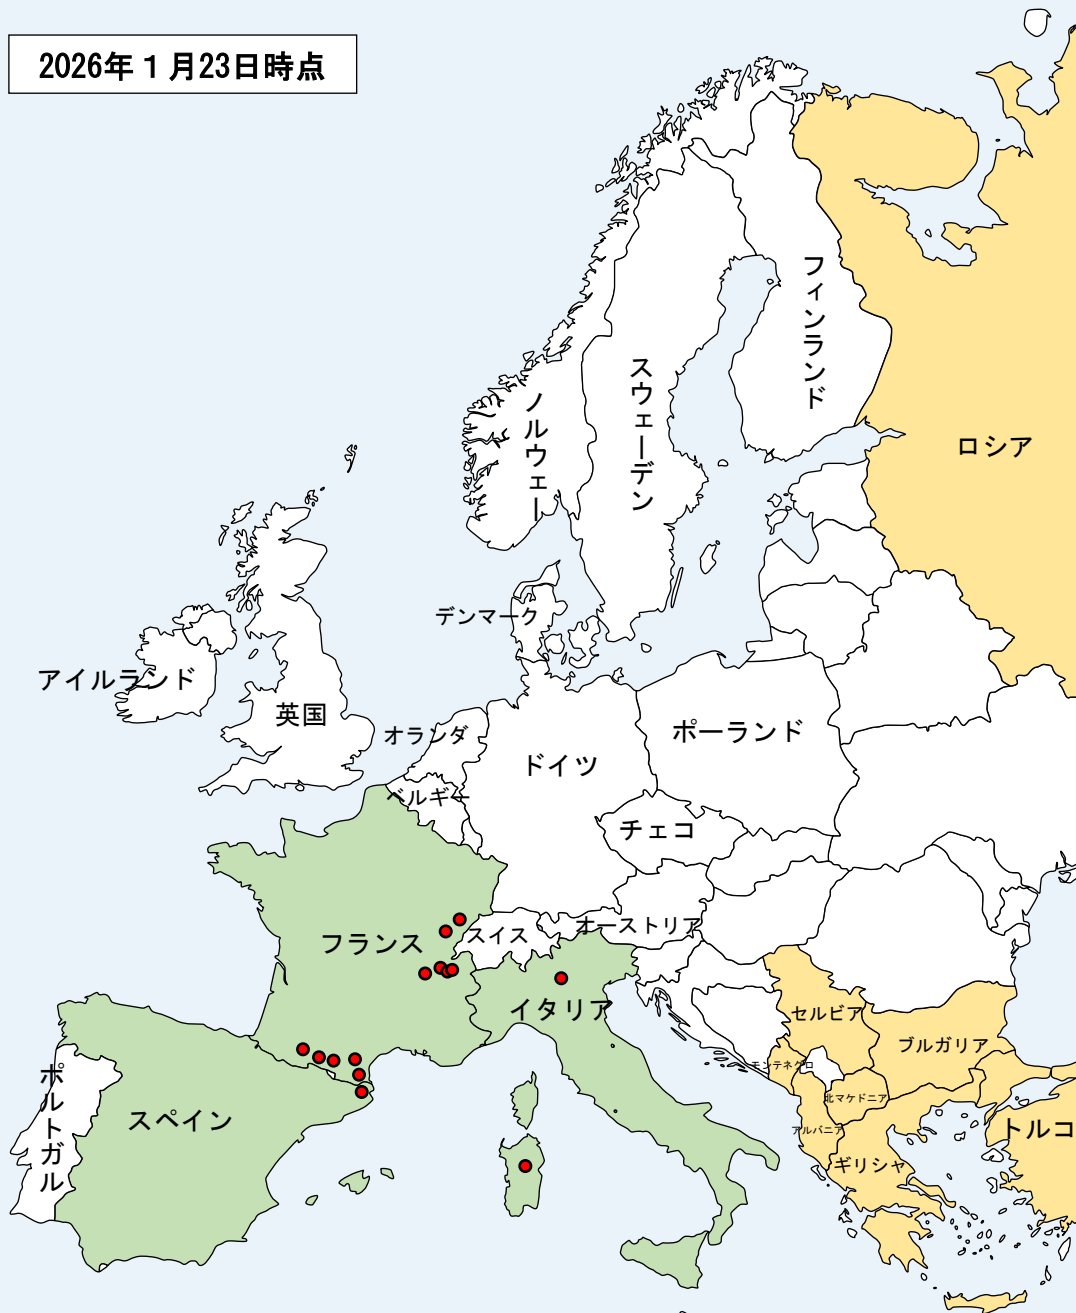 2026年１月23日時点
フィンランド
スウェーデン
ノルウェー
ロシア
デンマーク
アイルランド
英国
オランダ
ポーランド
ドイツ
ベルギー
チェコ
オーストリア
スイス
フランス
イタリア
セルビア
ブルガリア
モンテネグロ
北マケドニア
アルバニア
ギリシャ
トルコ
ポルトガル
スペイン